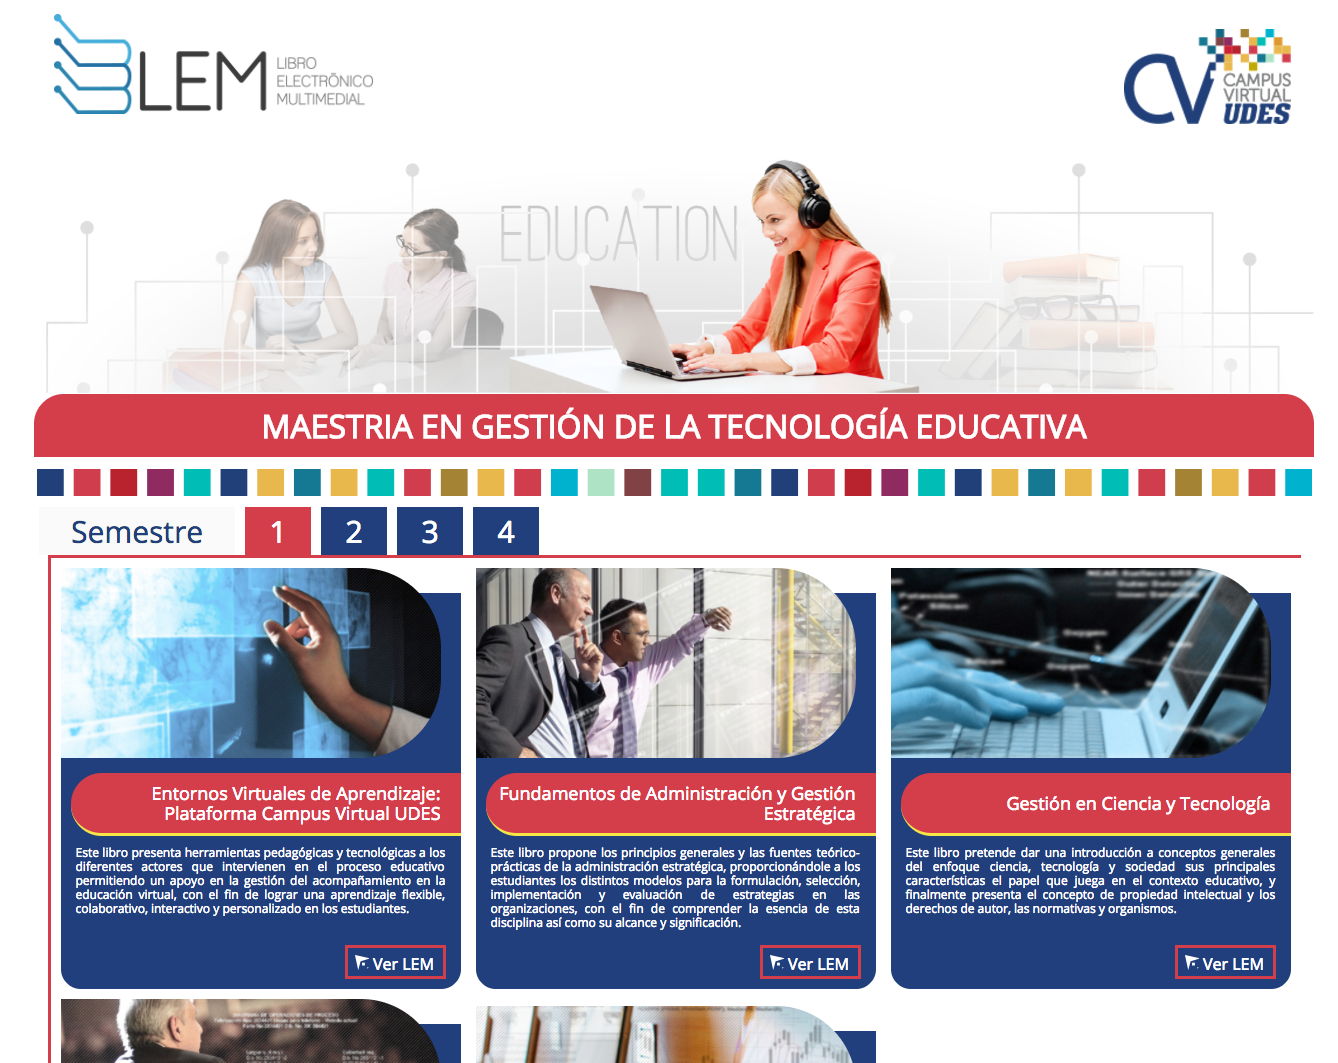 LEM
LIBRO
ELECTRÓNICO
MULTIMEDIAL
CV
CAMPUS
VIRTUAL
UDES
EDUCATION
MAESTRIA EN GESTIÓN DE LA TECNOLOGÍA EDUCATIVA
Semestre 1 2 3 4
Entornos Virtuales de Aprendizaje:
Plataforma Campus Virtual UDES
Este libro presenta herramientas pedagógicas y tecnológicas a los
diferentes actores que intervienen en el proceso educativo
permitiendo un apoyo en la gestión del acompañamiento en la
educación virtual, con el fin de lograr una aprendizaje flexible,
colaborativo, interactivo y personalizado en los estudiantes.
Ver LEM
Fundamentos de Administración y Gestión
Estratégica
Este libro propone los principios generales y las fuentes teórico-
prácticas de la administración estratégica, proporcionándole a los
estudiantes los distintos modelos para la formulación, selección,
implementación y evaluación de estrategias en las
organizaciones, con el fin de comprender la esencia de esta
disciplina así como su alcance y significación.
Ver LEM
Gestión en Ciencia y Tecnología
Este libro pretende dar una introducción a conceptos generales
del enfoque ciencia, tecnología y sociedad sus principales
características el papel que juega en el contexto educativo, y
finalmente presenta el concepto de propiedad intelectual y los
derechos de autor, las normativas y organismos.
Ver LEM